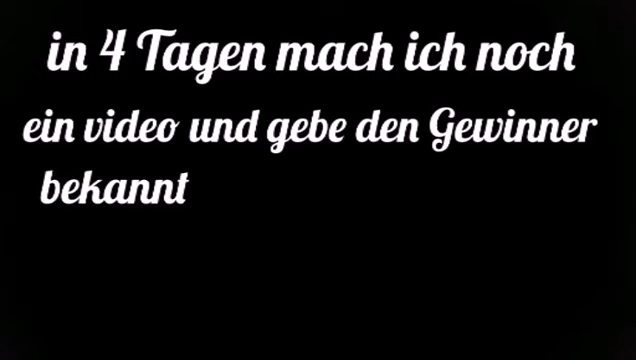 in 4 Tagen mach ich noch
ein video und gebe den Gewinner
bekannt